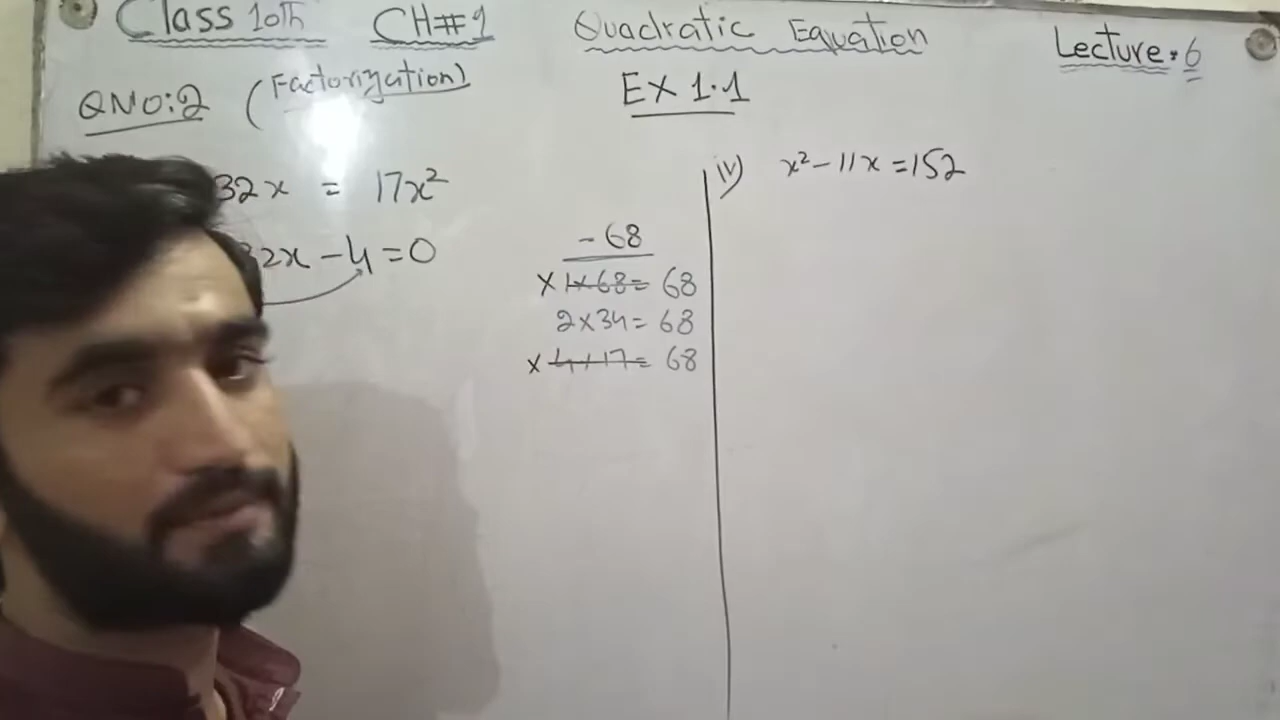 Class 10th CH#1 Quadratic Equation Lecture: 6
QNO:2 (Factorization) EX 1.1
32x = 17x²
2x - 4 = 0
- 68
× 1×68= 68
2×34= 68
× 4×17= 68
iv) x² - 11x = 152